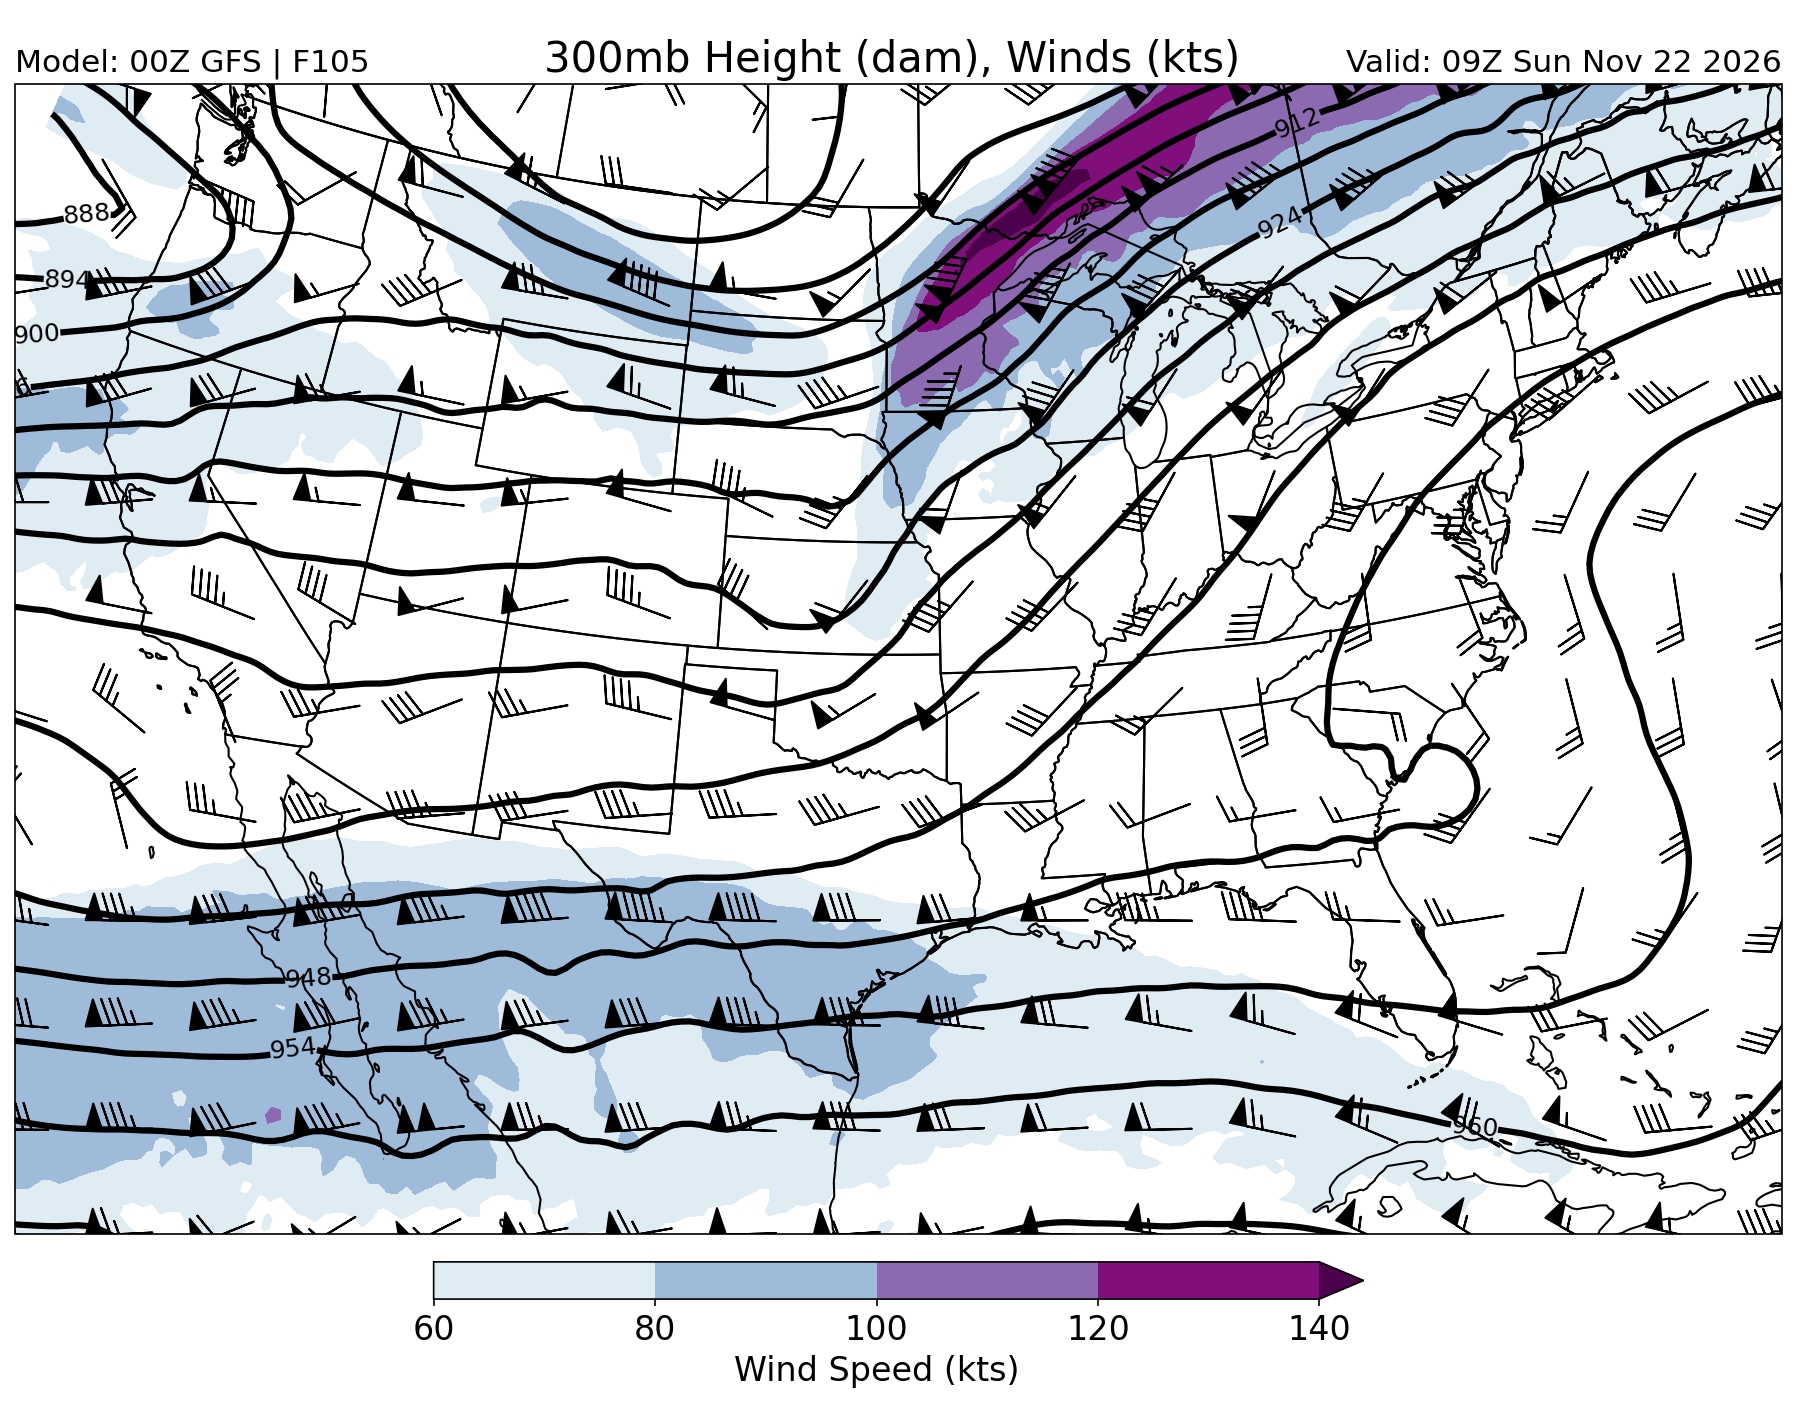 Model: 00Z GFS | F105
300mb Height (dam), Winds (kts)
Valid: 09Z Sun Nov 22 2026
912
888
924
894
900
6
948
954
960
60 80 100 120 140
Wind Speed (kts)